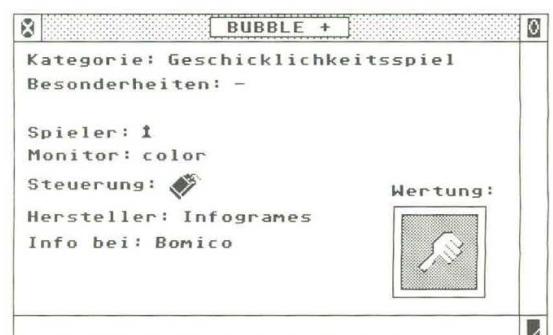 BUBBLE +
Kategorie: Geschicklichkeitsspiel
Besonderheiten: -
Spieler: 1
Monitor: color
Steuerung:
Wertung:
Hersteller: Infogrames
Info bei: Bomico